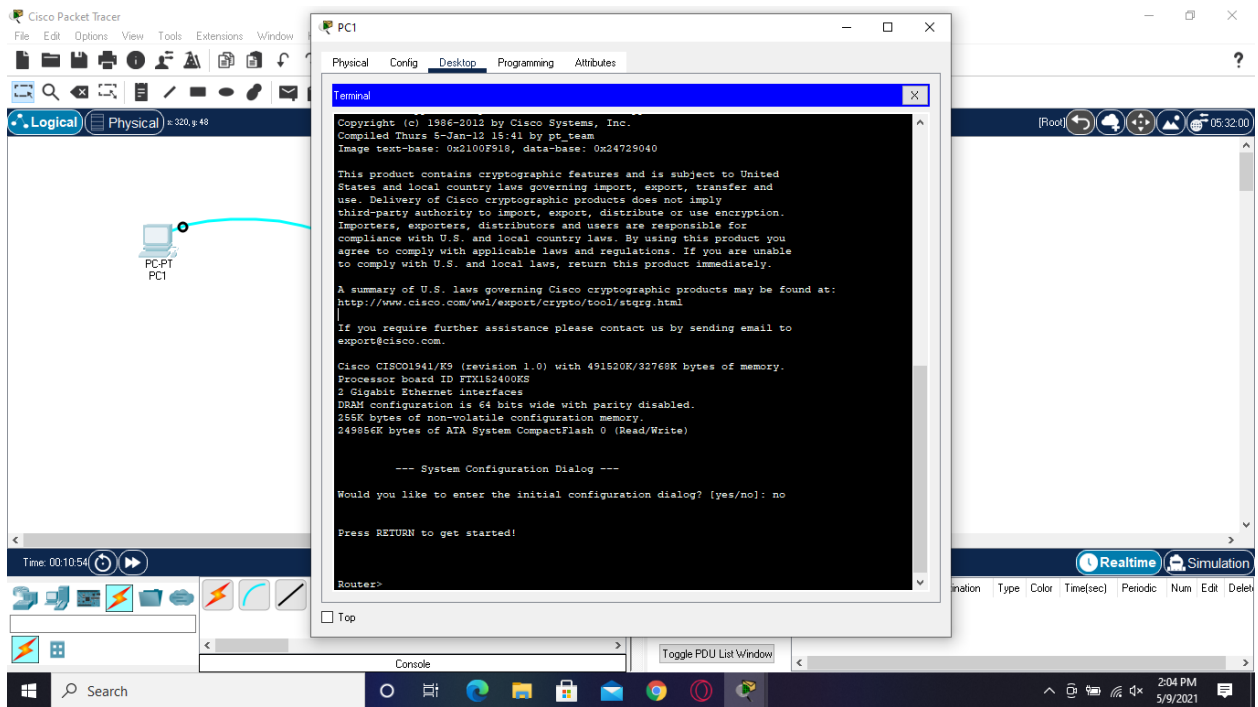 Cisco Packet Tracer
File Edit Options View Tools Extensions Window
PC1
Physical Config Desktop Programming Attributes
?
Logical
Physical x: 320, y: 48
[Root]
05:32:00
Terminal
X
Copyright (c) 1986-2012 by Cisco Systems, Inc.
Compiled Thurs 5-Jan-12 15:41 by pt_team
Image text-base: 0x2100F918, data-base: 0x24729040
This product contains cryptographic features and is subject to United
States and local country laws governing import, export, transfer and
use. Delivery of Cisco cryptographic products does not imply
third-party authority to import, export, distribute or use encryption.
Importers, exporters, distributors and users are responsible for
compliance with U.S. and local country laws. By using this product you
agree to comply with applicable laws and regulations. If you are unable
to comply with U.S. and local laws, return this product immediately.
A summary of U.S. laws governing Cisco cryptographic products may be found at:
http://www.cisco.com/wwl/export/crypto/tool/stqrg.html
If you require further assistance please contact us by sending email to
export@cisco.com.
Cisco CISCO1941/K9 (revision 1.0) with 491520K/32768K bytes of memory.
Processor board ID FTX152400KS
2 Gigabit Ethernet interfaces
DRAM configuration is 64 bits wide with parity disabled.
255K bytes of non-volatile configuration memory.
249856K bytes of ATA System CompactFlash 0 (Read/Write)
--- System Configuration Dialog ---
Would you like to enter the initial configuration dialog? [yes/no]: no
Press RETURN to get started!
Router>
Top
PC-PT
PC1
Time: 00:10:54
Realtime
Simulation
Type Color Time(sec) Periodic Num Edit
Console
Toggle PDU List Window
Search
2:04 PM
5/9/2021